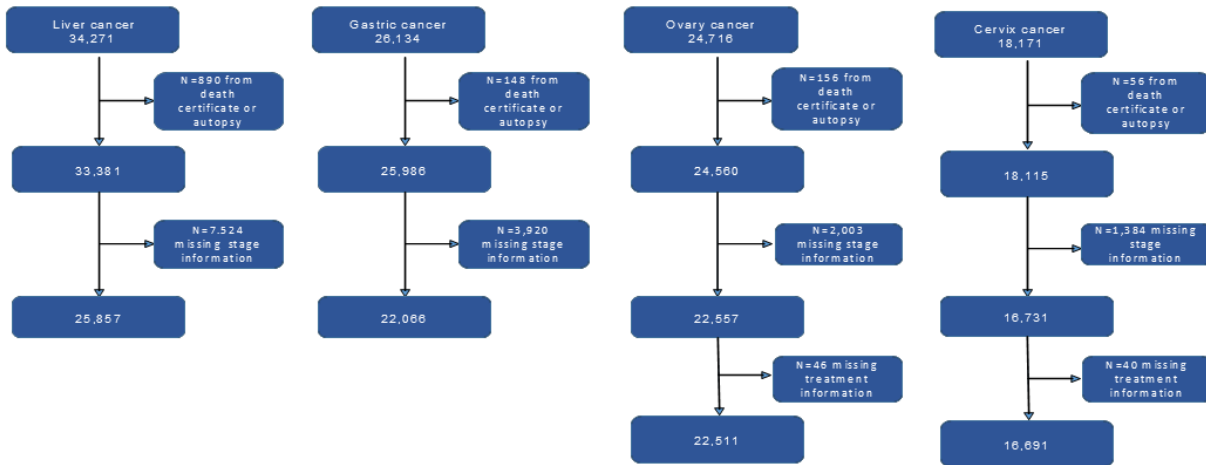 Liver cancer
34,271
N=890 from
death
certificate or
autopsy
33,381
N=7.524
missing stage
information
25,857
Gastric cancer
26,134
N=148 from
death
certificate or
autopsy
25,986
N=3,920
missing stage
information
22,066
Ovary cancer
24,716
N=156 from
death
certificate or
autopsy
24,560
N=2,003
missing stage
information
22,557
N=46 missing
treatment
information
22,511
Cervix cancer
18,171
N=56 from
death
certificate or
autopsy
18,115
N=1,384 missing
stage
information
16,731
N=40 missing
treatment
information
16,691